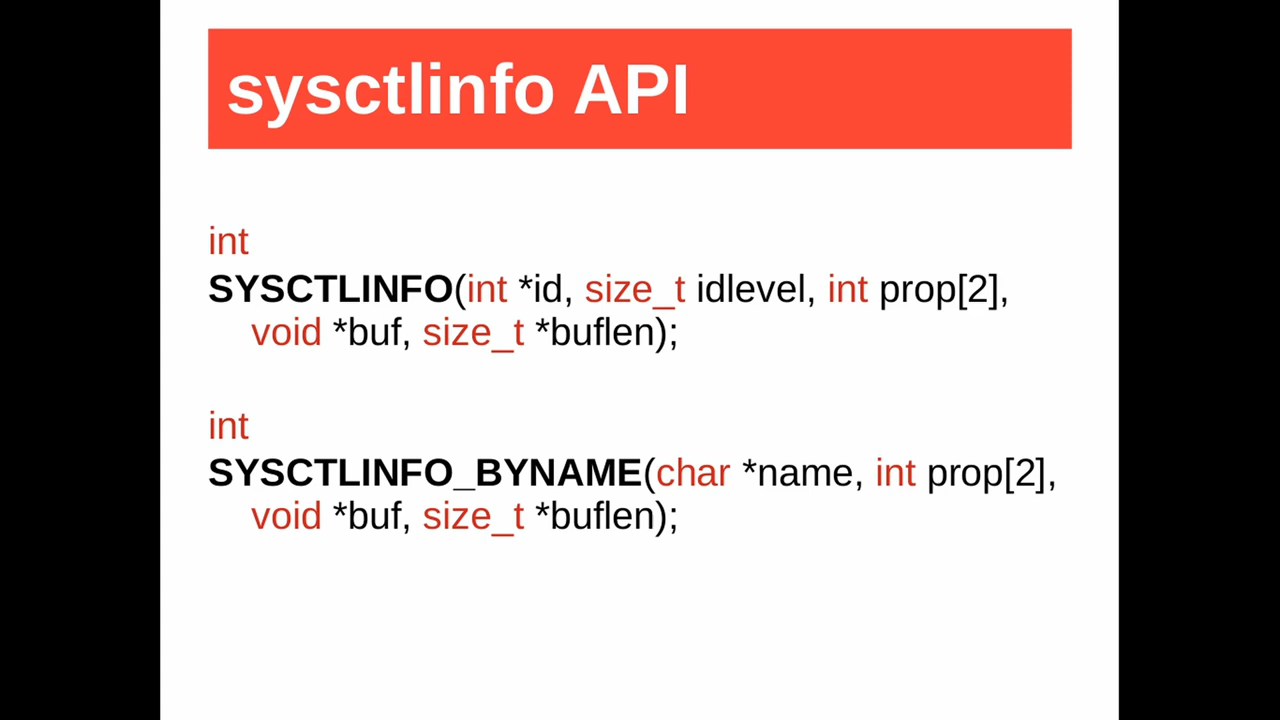 sysctlinfo API
int
SYSCTLINFO(int *id, size_t idlevel, int prop[2],
void *buf, size_t *buflen);
int
SYSCTLINFO_BYNAME(char *name, int prop[2],
void *buf, size_t *buflen);